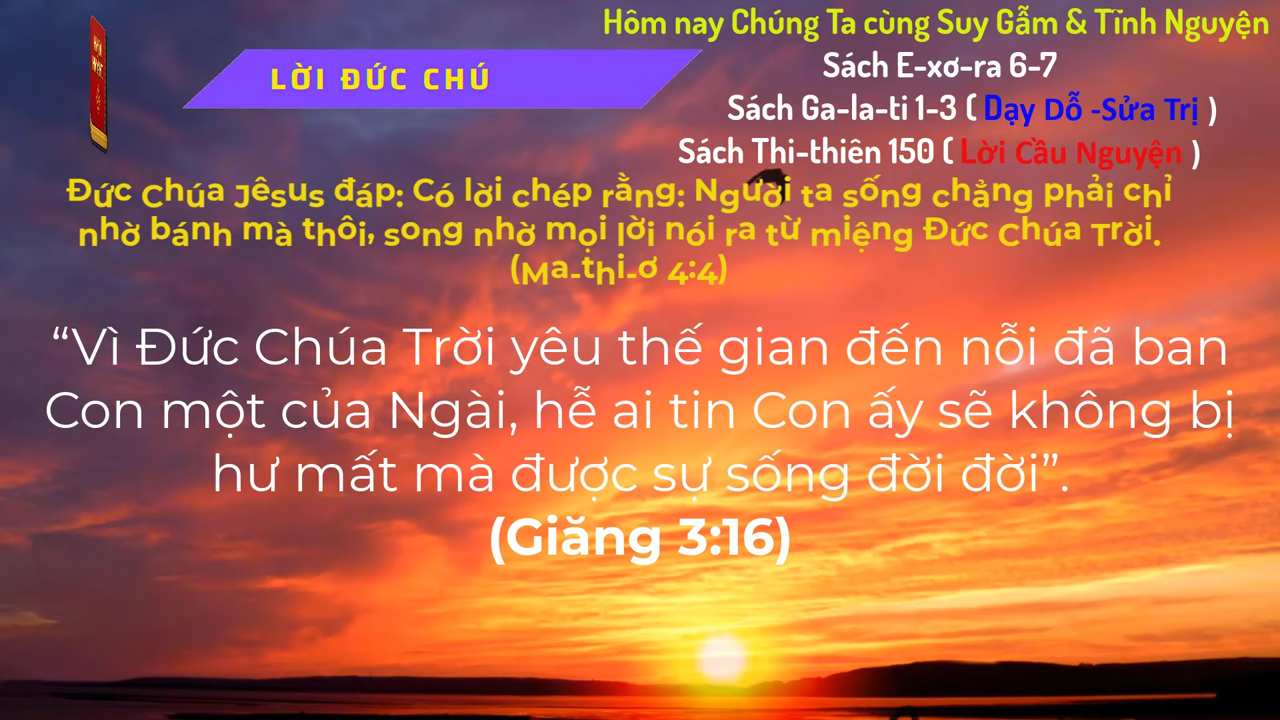 Hôm nay Chúng Ta cùng Suy Gẫm & Tĩnh Nguyện
LỜI ĐỨC CHÚ
Sách E-xơ-ra 6-7
Sách Ga-la-ti 1-3 ( Dạy Dỗ -Sửa Trị )
Sách Thi-thiên 150 ( Lời Cầu Nguyện )
Đức Chúa Jêsus đáp: Có lời chép rằng: Người ta sống chẳng phải chỉ
nhờ bánh mà thôi, song nhờ mọi lời nói ra từ miệng Đức Chúa Trời.
(Ma-thi-ơ 4:4)
“Vì Đức Chúa Trời yêu thế gian đến nỗi đã ban
Con một của Ngài, hễ ai tin Con ấy sẽ không bị
hư mất mà được sự sống đời đời”.
(Giăng 3:16)